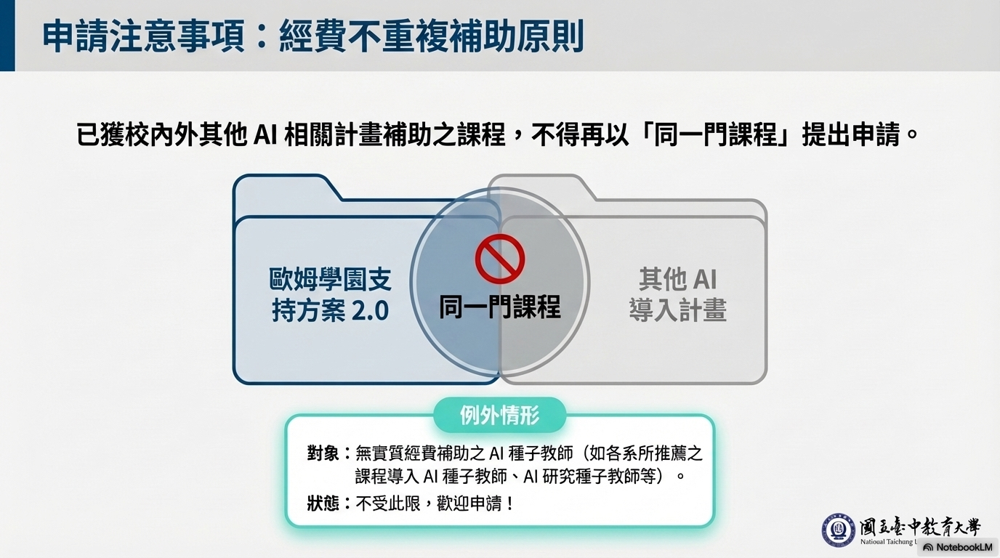 申請注意事項：經費不重複補助原則
已獲校內外其他 AI 相關計畫補助之課程，不得再以「同一門課程」提出申請。
歐姆學園支
持方案 2.0
同一門課程
其他 AI
導入計畫
例外情形
對象：無實質經費補助之 AI 種子教師（如各系所推薦之
課程導入 AI 種子教師、AI 研究種子教師等）。
狀態：不受此限，歡迎申請！
國立臺中教育大學
National Taichung
NotebookLM